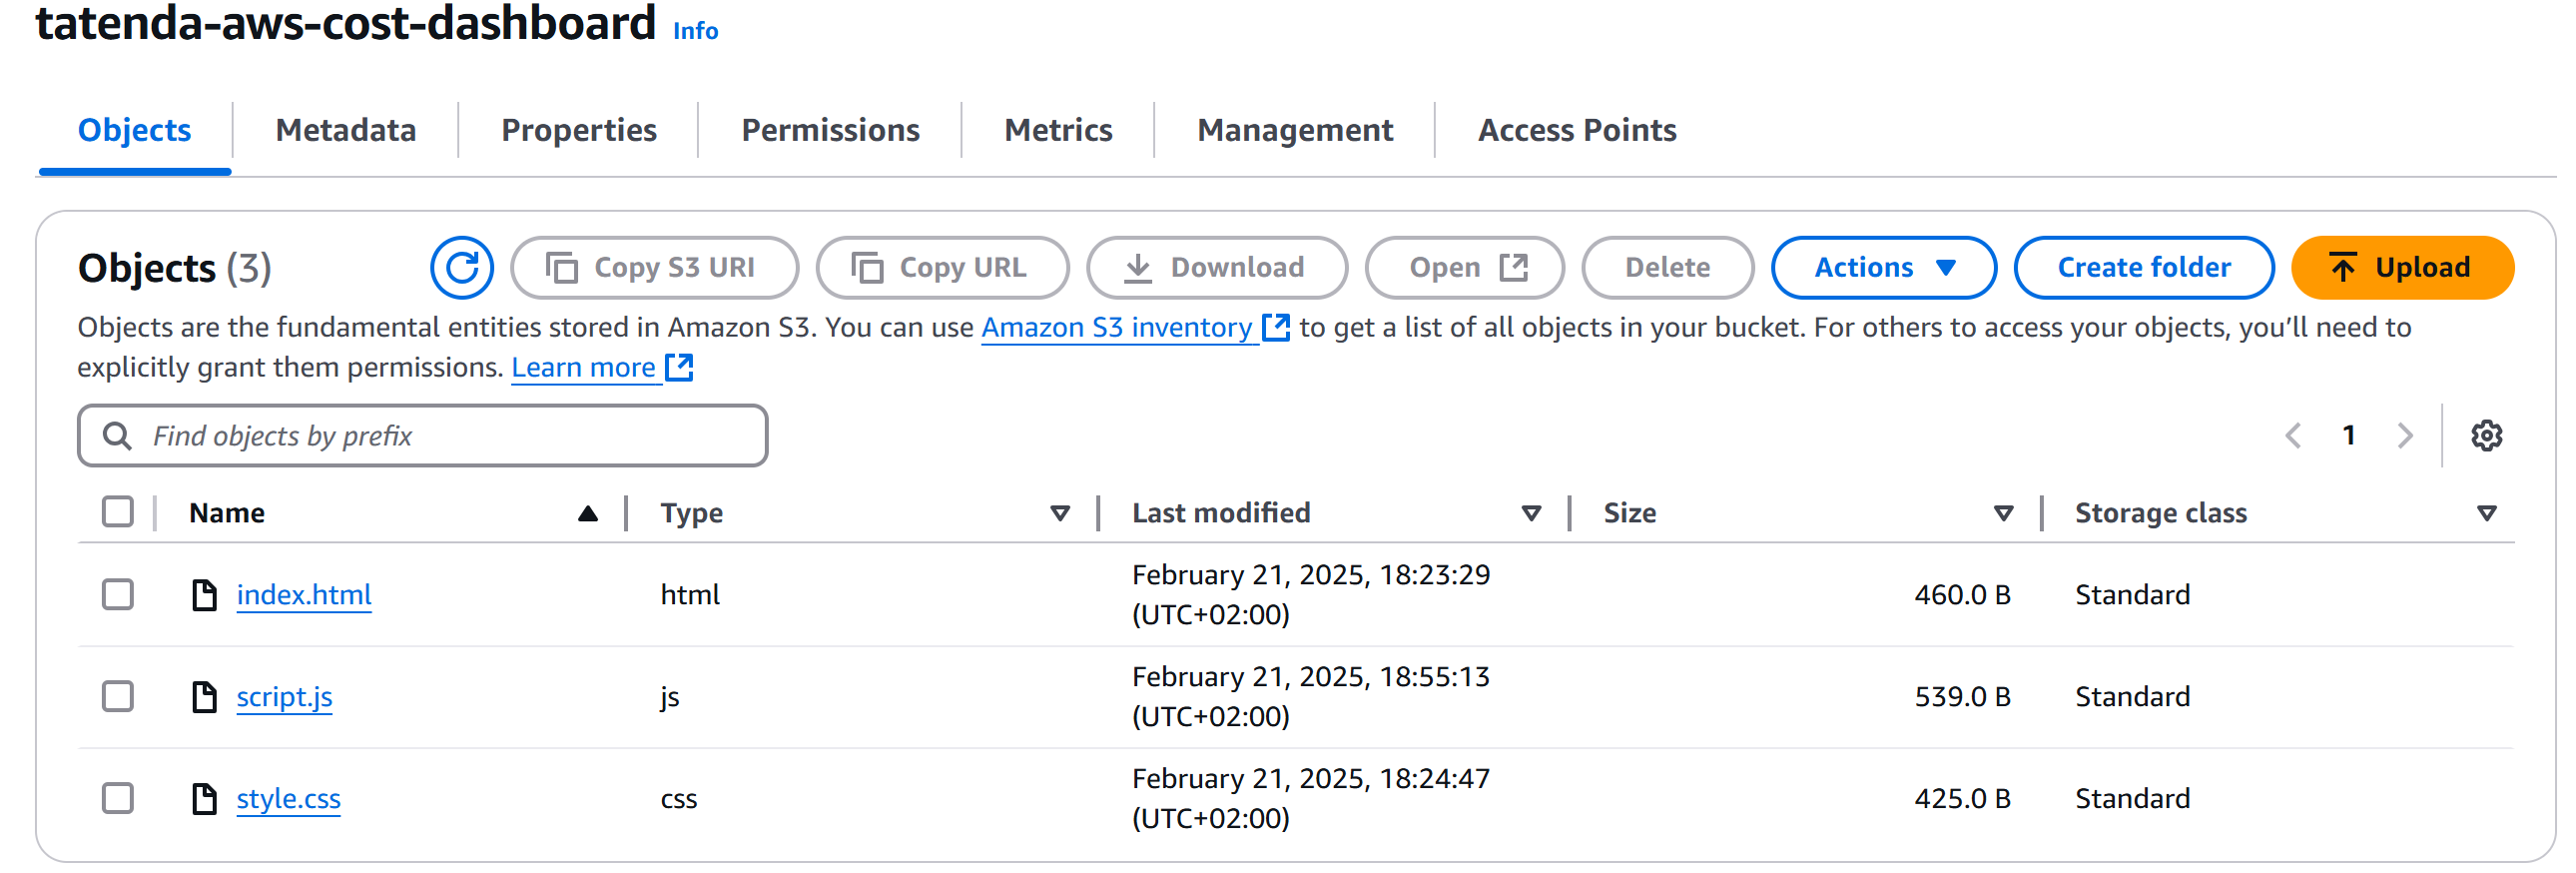 tatenda-aws-cost-dashboard Info
Objects Metadata Properties Permissions Metrics Management Access Points
Objects (3) Copy S3 URI Copy URL Download Open Delete Actions Create folder Upload
Objects are the fundamental entities stored in Amazon S3. You can use Amazon S3 inventory to get a list of all objects in your bucket. For others to access your objects, you’ll need to
explicitly grant them permissions. Learn more
Find objects by prefix 1
Name Type Last modified Size Storage class
index.html html February 21, 2025, 18:23:29 (UTC+02:00) 460.0 B Standard
script.js js February 21, 2025, 18:55:13 (UTC+02:00) 539.0 B Standard
style.css css February 21, 2025, 18:24:47 (UTC+02:00) 425.0 B Standard